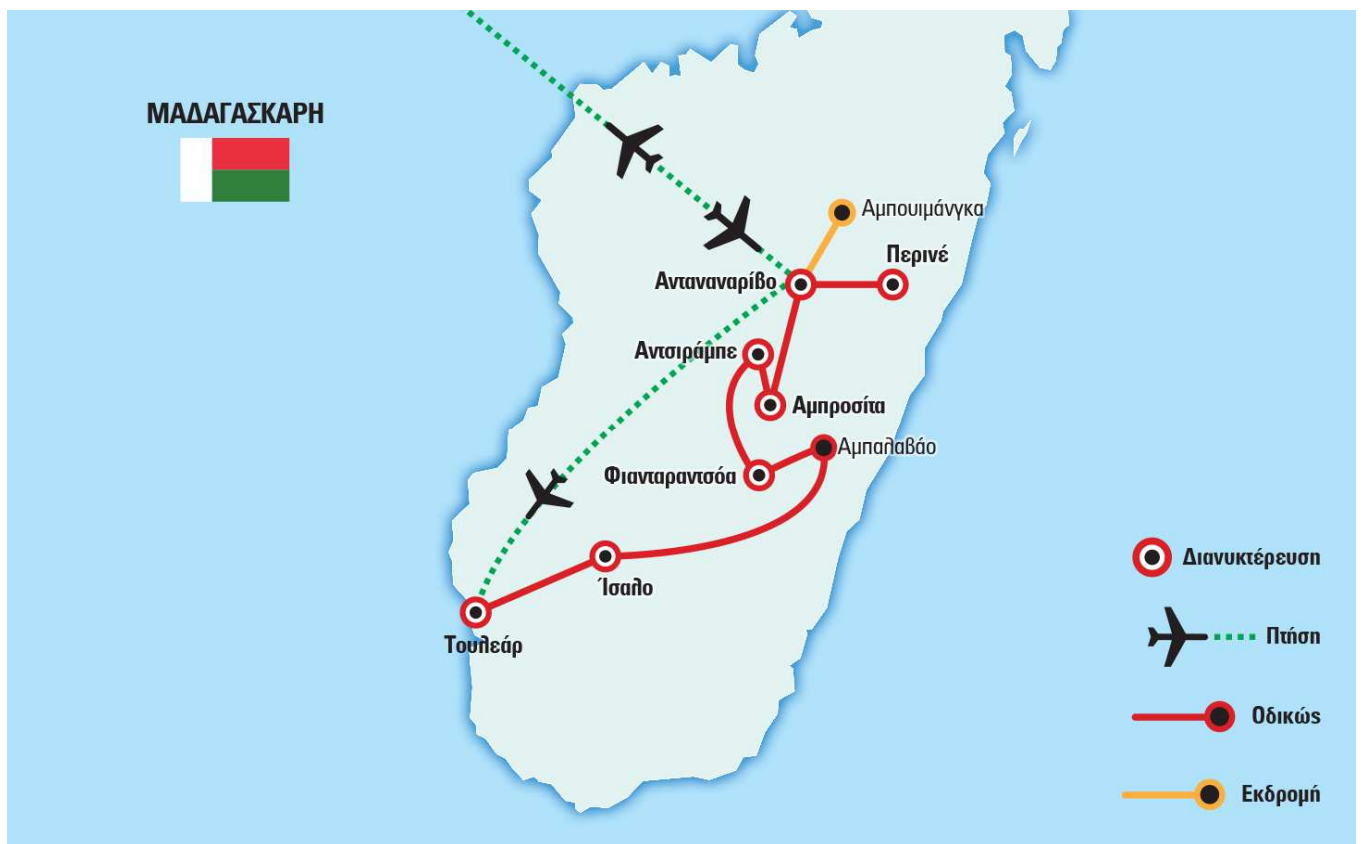 ΜΑΔΑΓΑΣΚΑΡΗ
Αμπουιμάνγκα
Περινέ
Ανταναναρίβο
Αντσιράμπε
Αμπροσίτα
Αμπαλαβάο
Φιανταραντσόα
Ίσαλο
Τουλεάρ
Διανυκτέρευση
Πτήση
Οδικώς
Εκδρομή